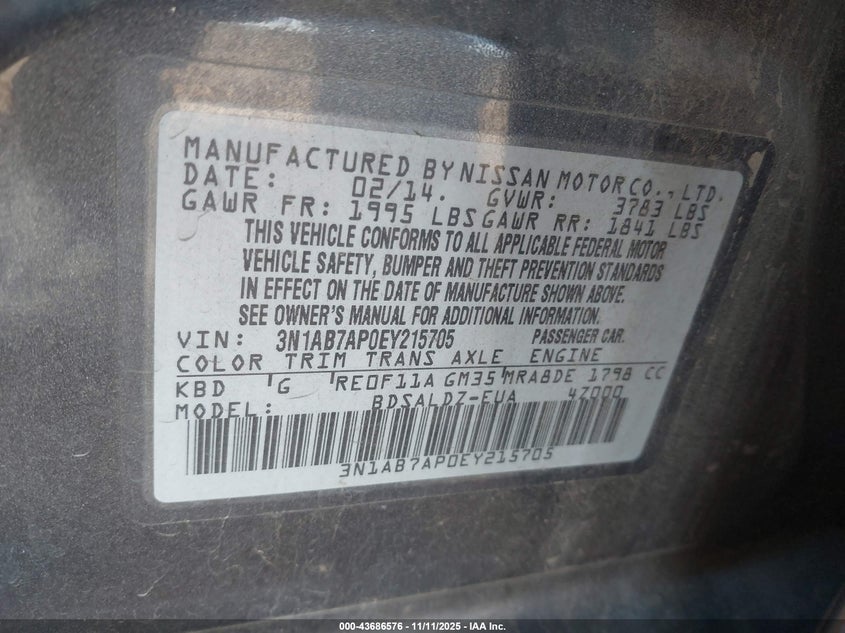 MANUFACTURED BY NISSAN MOTOR CO., LTD.
DATE: 02/14. GVWR: 3783 LBS
GAWR FR: 1995 LBS GAWR RR: 1841 LBS
THIS VEHICLE CONFORMS TO ALL APPLICABLE FEDERAL MOTOR
VEHICLE SAFETY, BUMPER AND THEFT PREVENTION STANDARDS
IN EFFECT ON THE DATE OF MANUFACTURE SHOWN ABOVE.
SEE OWNER'S MANUAL FOR ADDITIONAL INFORMATION.
VIN: 3N1AB7AP0EY215705 PASSENGER CAR.
COLOR TRIM TRANS AXLE ENGINE
KBD G RE0F11A GM35 MRA8DE 1798 CC
MODEL: BDSALDZ-EUA 4Z000
3N1AB7AP0EY215705
000-43686576 - 11/11/2025 - IAA Inc.